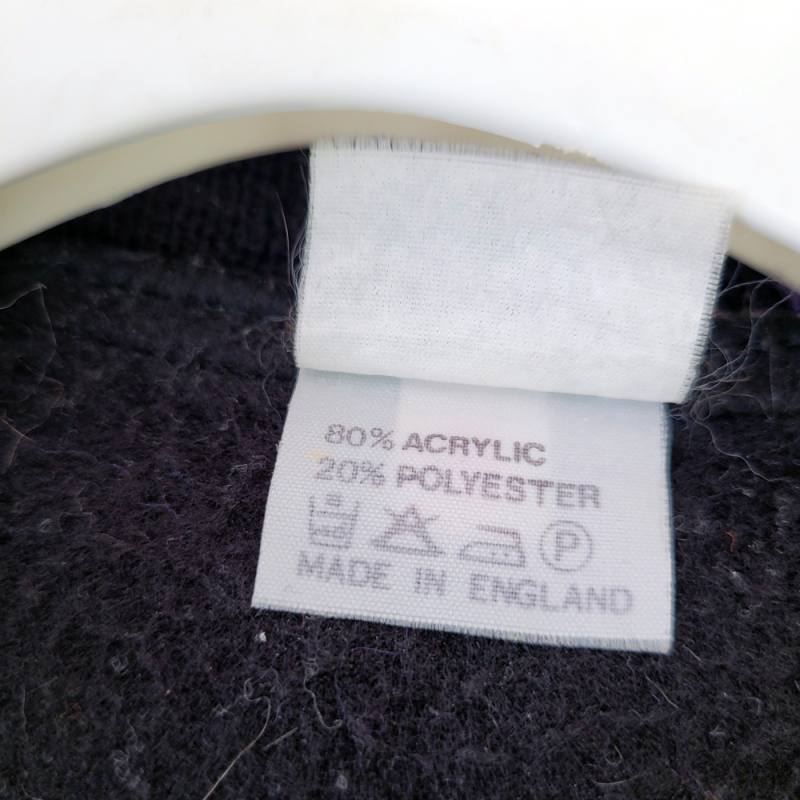 80% ACRYLIC
20% POLYESTER
P
MADE IN ENGLAND